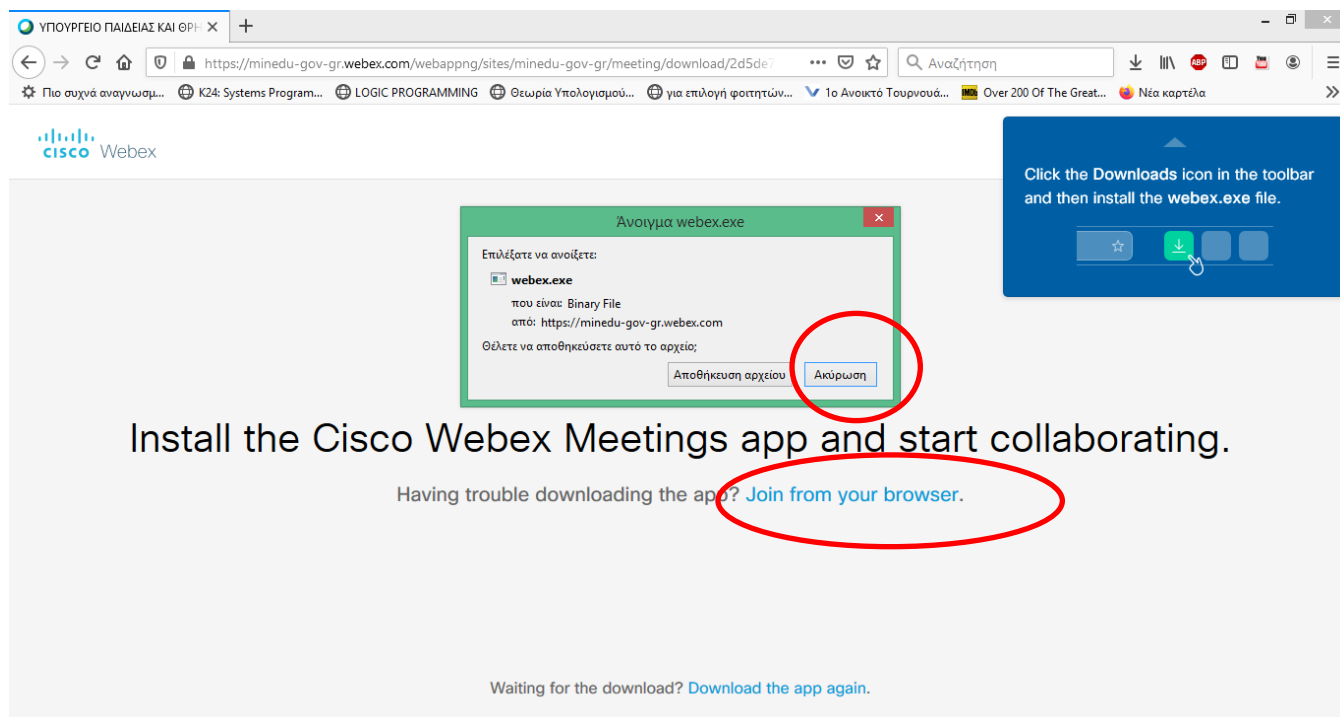 ΥΠΟΥΡΓΕΙΟ ΠΑΙΔΕΙΑΣ ΚΑΙ ΘΡΗ
https://minedu-gov-gr.webex.com/webappng/sites/minedu-gov-gr/meeting/download/2d5de7
Αναζήτηση
ABP
Πιο συχνά αναγνωσμ...
K24: Systems Program...
LOGIC PROGRAMMING
Θεωρία Υπολογισμού...
για επιλογή φοιτητών...
1ο Ανοικτό Τουρνουά...
IMDb
Over 200 Of The Great...
Νέα καρτέλα
CISCO Webex
Click the Downloads icon in the toolbar
and then install the webex.exe file.
Άνοιγμα webex.exe
Επιλέξατε να ανοίξετε:
webex.exe
που είναι: Binary File
από: https://minedu-gov-gr.webex.com
Θέλετε να αποθηκεύσετε αυτό το αρχείο;
Αποθήκευση αρχείου
Ακύρωση
Install the Cisco Webex Meetings app and start collaborating.
Having trouble downloading the app? Join from your browser.
Waiting for the download? Download the app again.